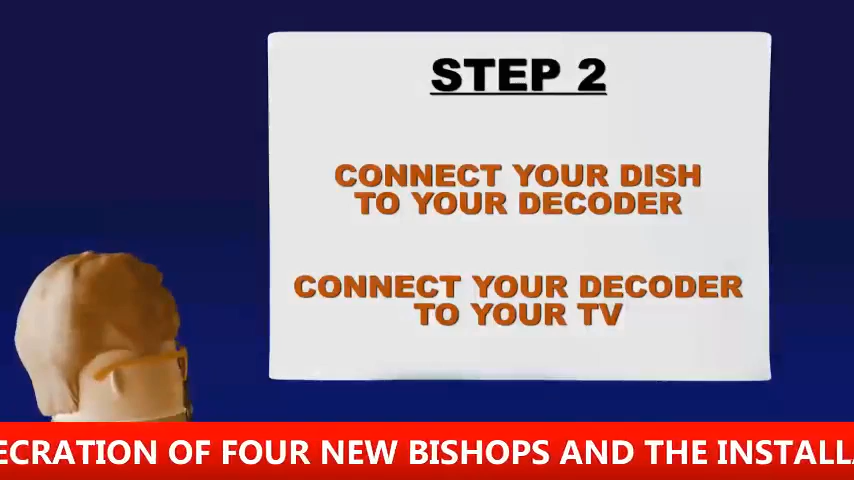 STEP 2
CONNECT YOUR DISH
TO YOUR DECODER
CONNECT YOUR DECODER
TO YOUR TV
ECRATION OF FOUR NEW BISHOPS AND THE INSTALLA